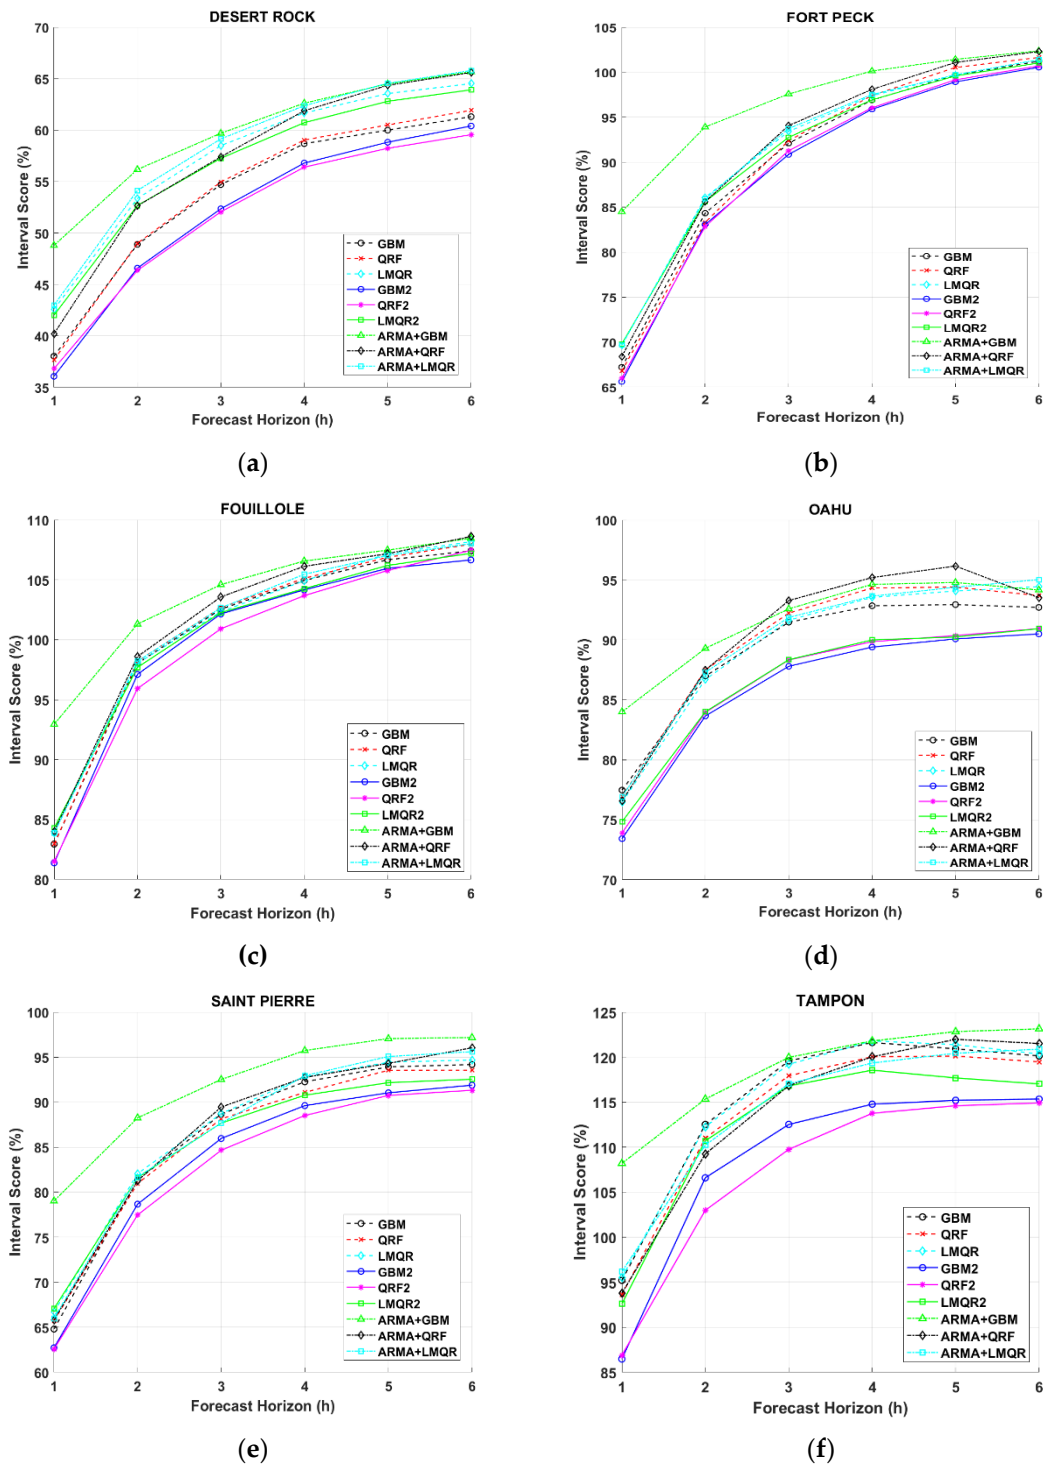 DESERT ROCK
Interval Score (%)
70
65
60
55
50
45
40
35
1 2 3 4 5 6
Forecast Horizon (h)
GBM
QRF
LMQR
GBM2
QRF2
LMQR2
ARMA+GBM
ARMA+QRF
ARMA+LMQR
(a)
FORT PECK
Interval Score (%)
105
100
95
90
85
80
75
70
65
1 2 3 4 5 6
Forecast Horizon (h)
GBM
QRF
LMQR
GBM2
QRF2
LMQR2
ARMA+GBM
ARMA+QRF
ARMA+LMQR
(b)
FOUILLOLE
Interval Score (%)
110
105
100
95
90
85
80
1 2 3 4 5 6
Forecast Horizon (h)
GBM
QRF
LMQR
GBM2
QRF2
LMQR2
ARMA+GBM
ARMA+QRF
ARMA+LMQR
(c)
OAHU
Interval Score (%)
100
95
90
85
80
75
70
1 2 3 4 5 6
Forecast Horizon (h)
GBM
QRF
LMQR
GBM2
QRF2
LMQR2
ARMA+GBM
ARMA+QRF
ARMA+LMQR
(d)
SAINT PIERRE
Interval Score (%)
100
95
90
85
80
75
70
65
60
1 2 3 4 5 6
Forecast Horizon (h)
GBM
QRF
LMQR
GBM2
QRF2
LMQR2
ARMA+GBM
ARMA+QRF
ARMA+LMQR
(e)
TAMPON
Interval Score (%)
125
120
115
110
105
100
95
90
85
1 2 3 4 5 6
Forecast Horizon (h)
GBM
QRF
LMQR
GBM2
QRF2
LMQR2
ARMA+GBM
ARMA+QRF
ARMA+LMQR
(f)